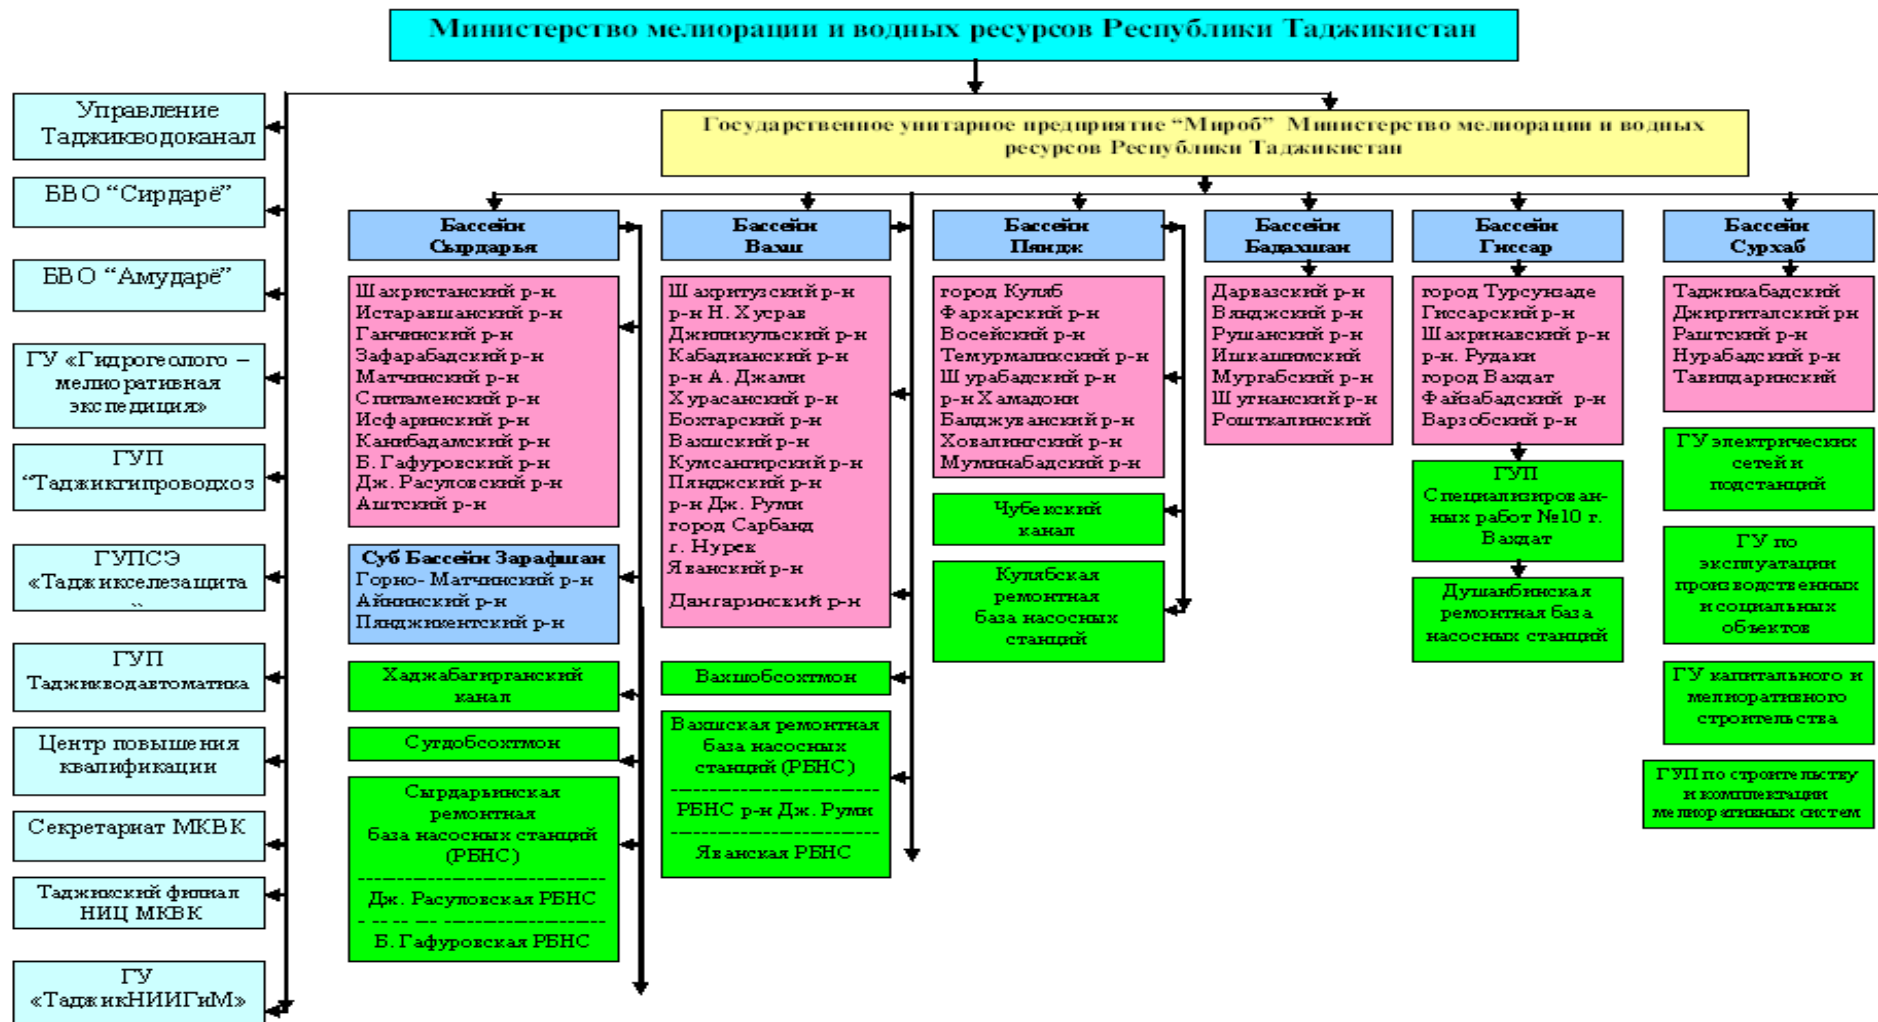 Министерство мелиорации и водных ресурсов Республики Таджикистан
Управление
Таджикводоканал
БВО “Сирдарё”
БВО “Амударё”
ГУ «Гидрогеолого –
мелиоративная
экспедиция»
ГУП
“Таджикгипроводхоз
ГУПСЭ
«Таджикселезащита
»
ГУП
Таджикводавтоматика
Центр повышения
квалификации
Секретариат МКВК
Таджикский филиал
НИЦ МКВК
ГУ
«ТаджикНИИГиМ»
Государственное унитарное предприятие “Мироб” Министерство мелиорации и водных
ресурсов Республики Таджикистан
Бассейн
Сырдарья
Шахристанский р-н
Истаравшанский р-н
Ганчинский р-н
Зафарабадский р-н
Матчинский р-н
Спитаменский р-н
Исфаринский р-н
Канибадамский р-н
Б. Гафуровский р-н
Дж. Расуловский р-н
Аштский р-н
Суб Бассейн Зарафшан
Горно- Матчинский р-н
Айнинский р-н
Пянджикентский р-н
Хаджабагирганский
канал
Сугдобсохтмон
Сырдарьинская
ремонтная
база насосных станций
(РБНС)
Дж. Расуловская РБНС
Б. Гафуровская РБНС
Бассейн
Вахш
Шахритузский р-н
р-н Н. Хусрав
Джиликульский р-н
Кабадианский р-н
р-н А. Джами
Хурасанский р-н
Бохтарский р-н
Вахшский р-н
Кумсангирский р-н
Пянджский р-н
р-н Дж. Руми
город Сарбанд
г. Нурек
Яванский р-н
Дангаринский р-н
Вахшобсохтмон
Вахшская ремонтная
база насосных
станций (РБНС)
РБНС р-н Дж. Руми
Яванская РБНС
Бассейн
Пяндж
город Куляб
Фархарский р-н
Восейский р-н
Темурмаликский р-н
Шурабадский р-н
р-н Хамадони
Балджуванский р-н
Ховалингский р-н
Муминабадский р-н
Чубекский
канал
Кулябская
ремонтная
база насосных
станций
Бассейн
Бадахшан
Дарвазский р-н
Вянджский р-н
Рушанский р-н
Ишкашимский
Мургабский р-н
Шугнанский р-н
Рошткалинский
Бассейн
Гиссар
город Турсунзаде
Гиссарский р-н
Шахринавский р-н
р-н. Рудаки
город Вахдат
Файзабадский р-н
Варзобский р-н
ГУП
Специализирован-
ных работ №10 г.
Вахдат
Душанбинская
ремонтная база
насосных станций
Бассейн
Сурхаб
Таджикабадский
Джиргиталский рн
Раштский р-н
Нурабадский р-н
Тавилдаринский
ГУ электрических
сетей и
подстанций
ГУ по
эксплуатации
производственных
и социальных
объектов
ГУ капитального и
мелиоративного
строительства
ГУП по строительству
и комплектации
мелиоративных систем